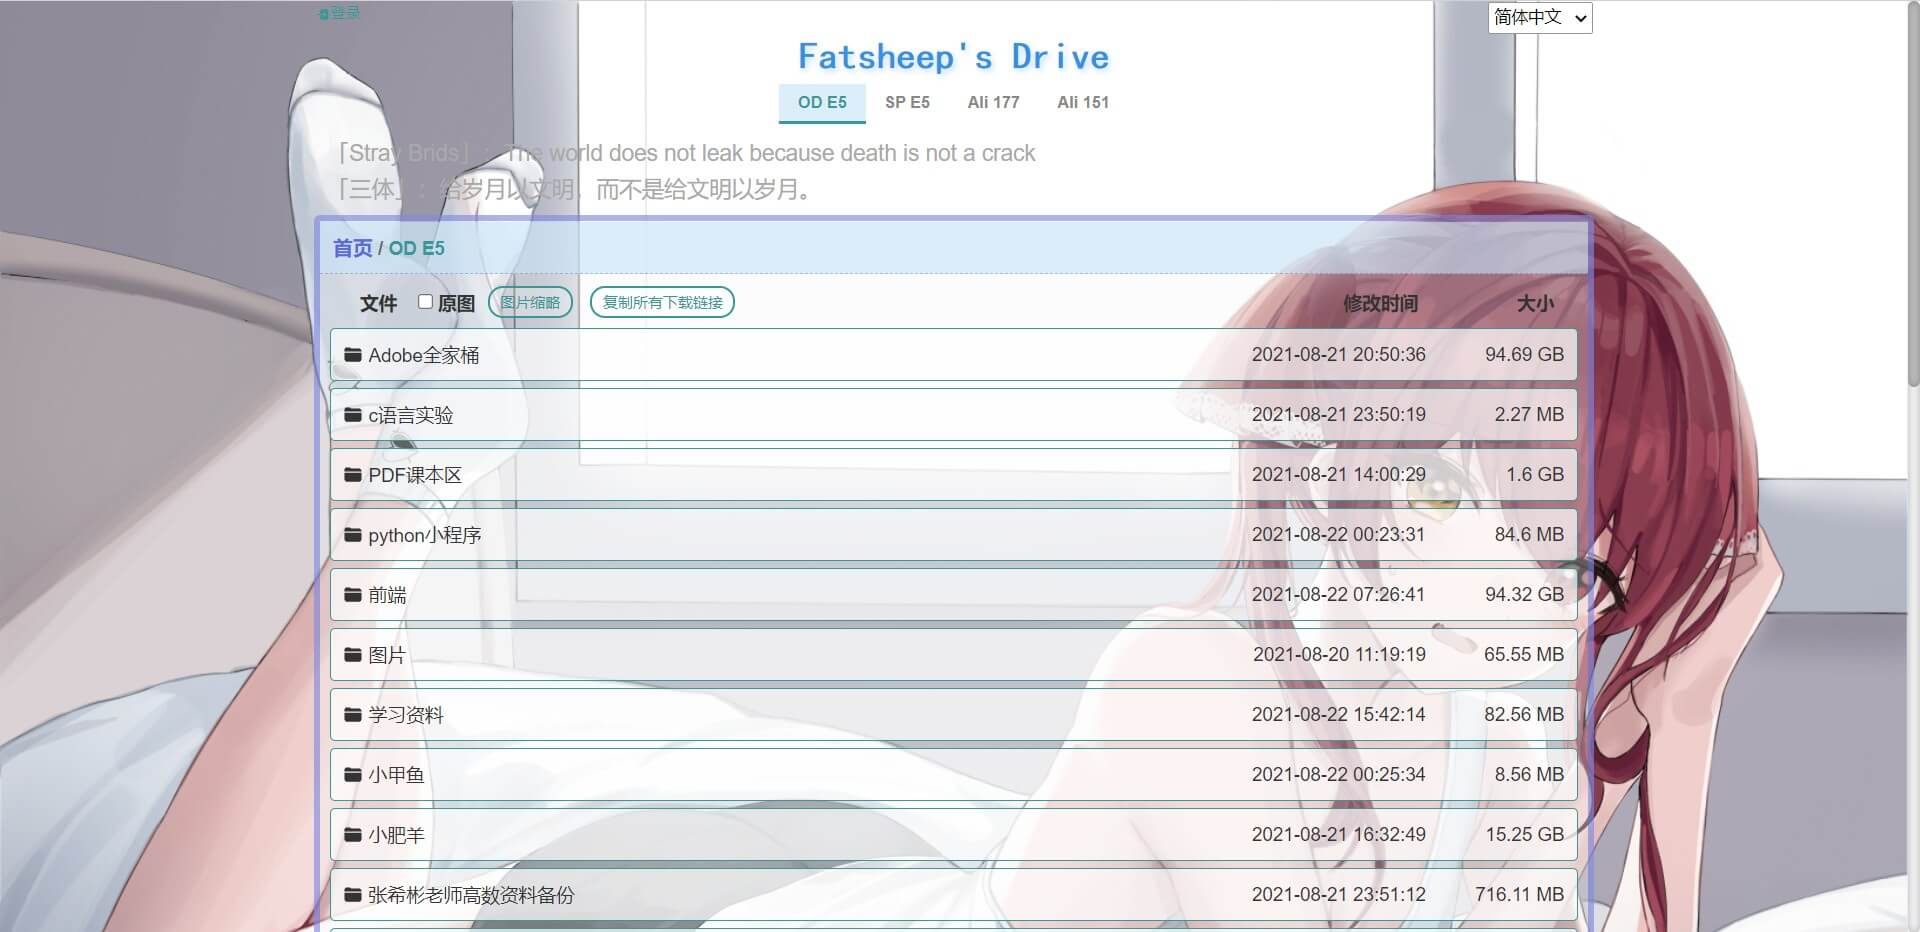 登录
简体中文
Fatsheep's Drive
OD E5 SP E5 Ali 177 Ali 151
「Stray Brids」：The world does not leak because death is not a crack
「三体」：给岁月以文明，而不是给文明以岁月。
首页 / OD E5
文件 原图 图片缩略 复制所有下载链接 修改时间 大小
Adobe全家桶 2021-08-21 20:50:36 94.69 GB
c语言实验 2021-08-21 23:50:19 2.27 MB
PDF课本区 2021-08-21 14:00:29 1.6 GB
python小程序 2021-08-22 00:23:31 84.6 MB
前端 2021-08-22 07:26:41 94.32 GB
图片 2021-08-20 11:19:19 65.55 MB
学习资料 2021-08-22 15:42:14 82.56 MB
小甲鱼 2021-08-22 00:25:34 8.56 MB
小肥羊 2021-08-21 16:32:49 15.25 GB
张希彬老师高数资料备份 2021-08-21 23:51:12 716.11 MB